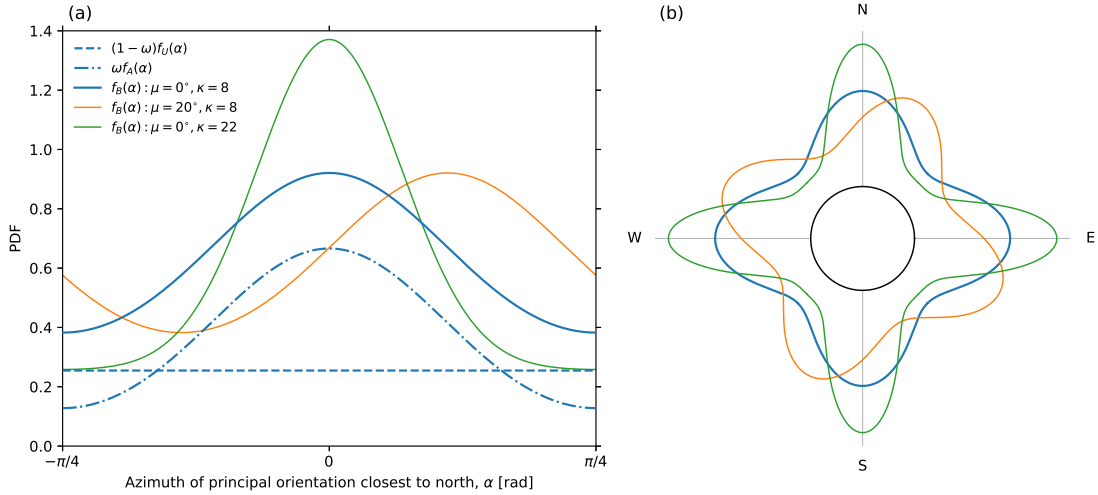 (a)
1.4
1.2
1.0
0.8
0.6
0.4
0.2
0.0
PDF
(1 − ω)f_U(α)
ωf_A(α)
f_B(α) : μ = 0°, κ = 8
f_B(α) : μ = 20°, κ = 8
f_B(α) : μ = 0°, κ = 22
−π/4
0
π/4
Azimuth of principal orientation closest to north, α [rad]
(b)
N
W
E
S